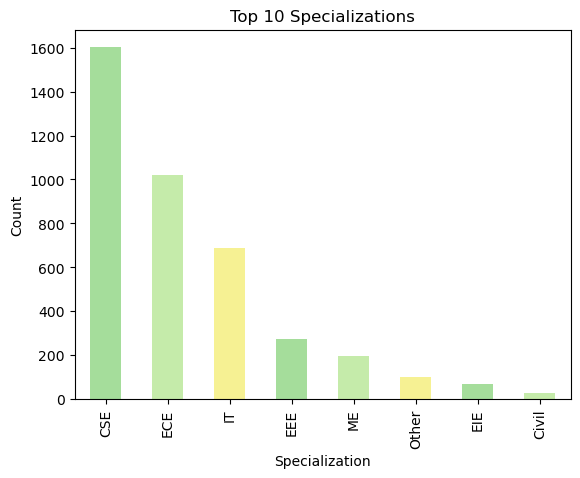 Top 10 Specializations
1600
1400
1200
1000
800
600
400
200
0
Count
CSE
ECE
IT
EEE
ME
Other
EIE
Civil
Specialization